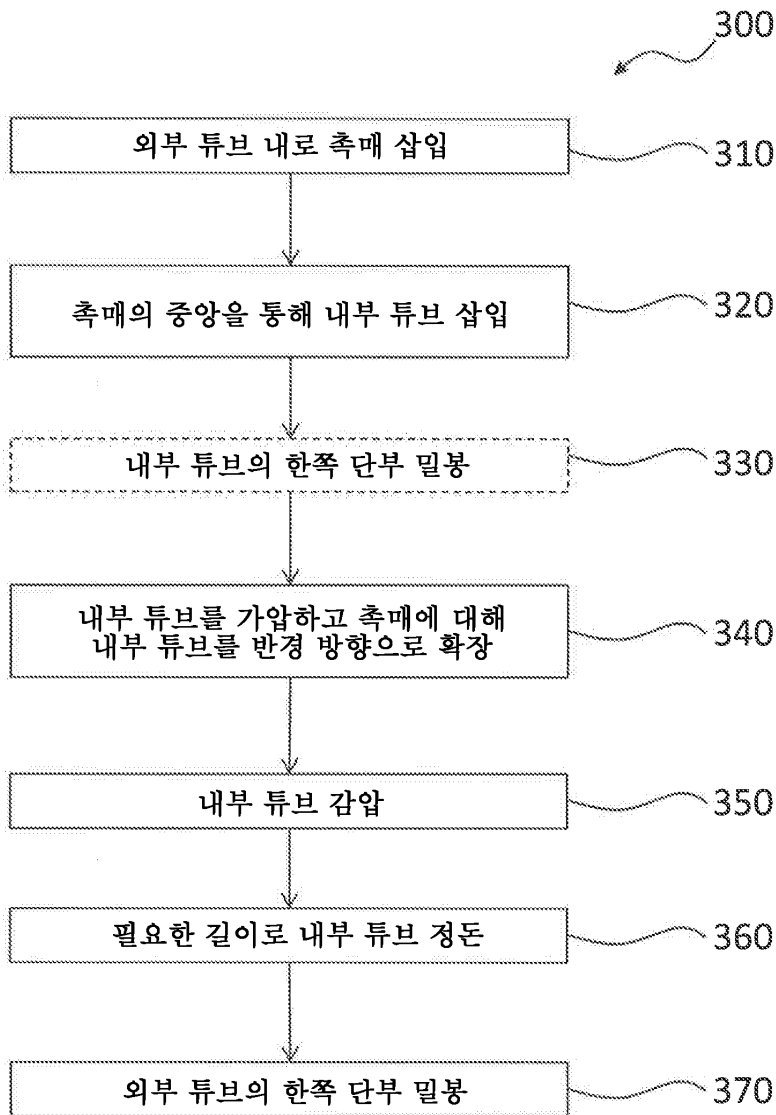 300
외부 튜브 내로 촉매 삽입
310
촉매의 중앙을 통해 내부 튜브 삽입
320
내부 튜브의 한쪽 단부 밀봉
330
내부 튜브를 가압하고 촉매에 대해
내부 튜브를 반경 방향으로 확장
340
내부 튜브 감압
350
필요한 길이로 내부 튜브 정돈
360
외부 튜브의 한쪽 단부 밀봉
370